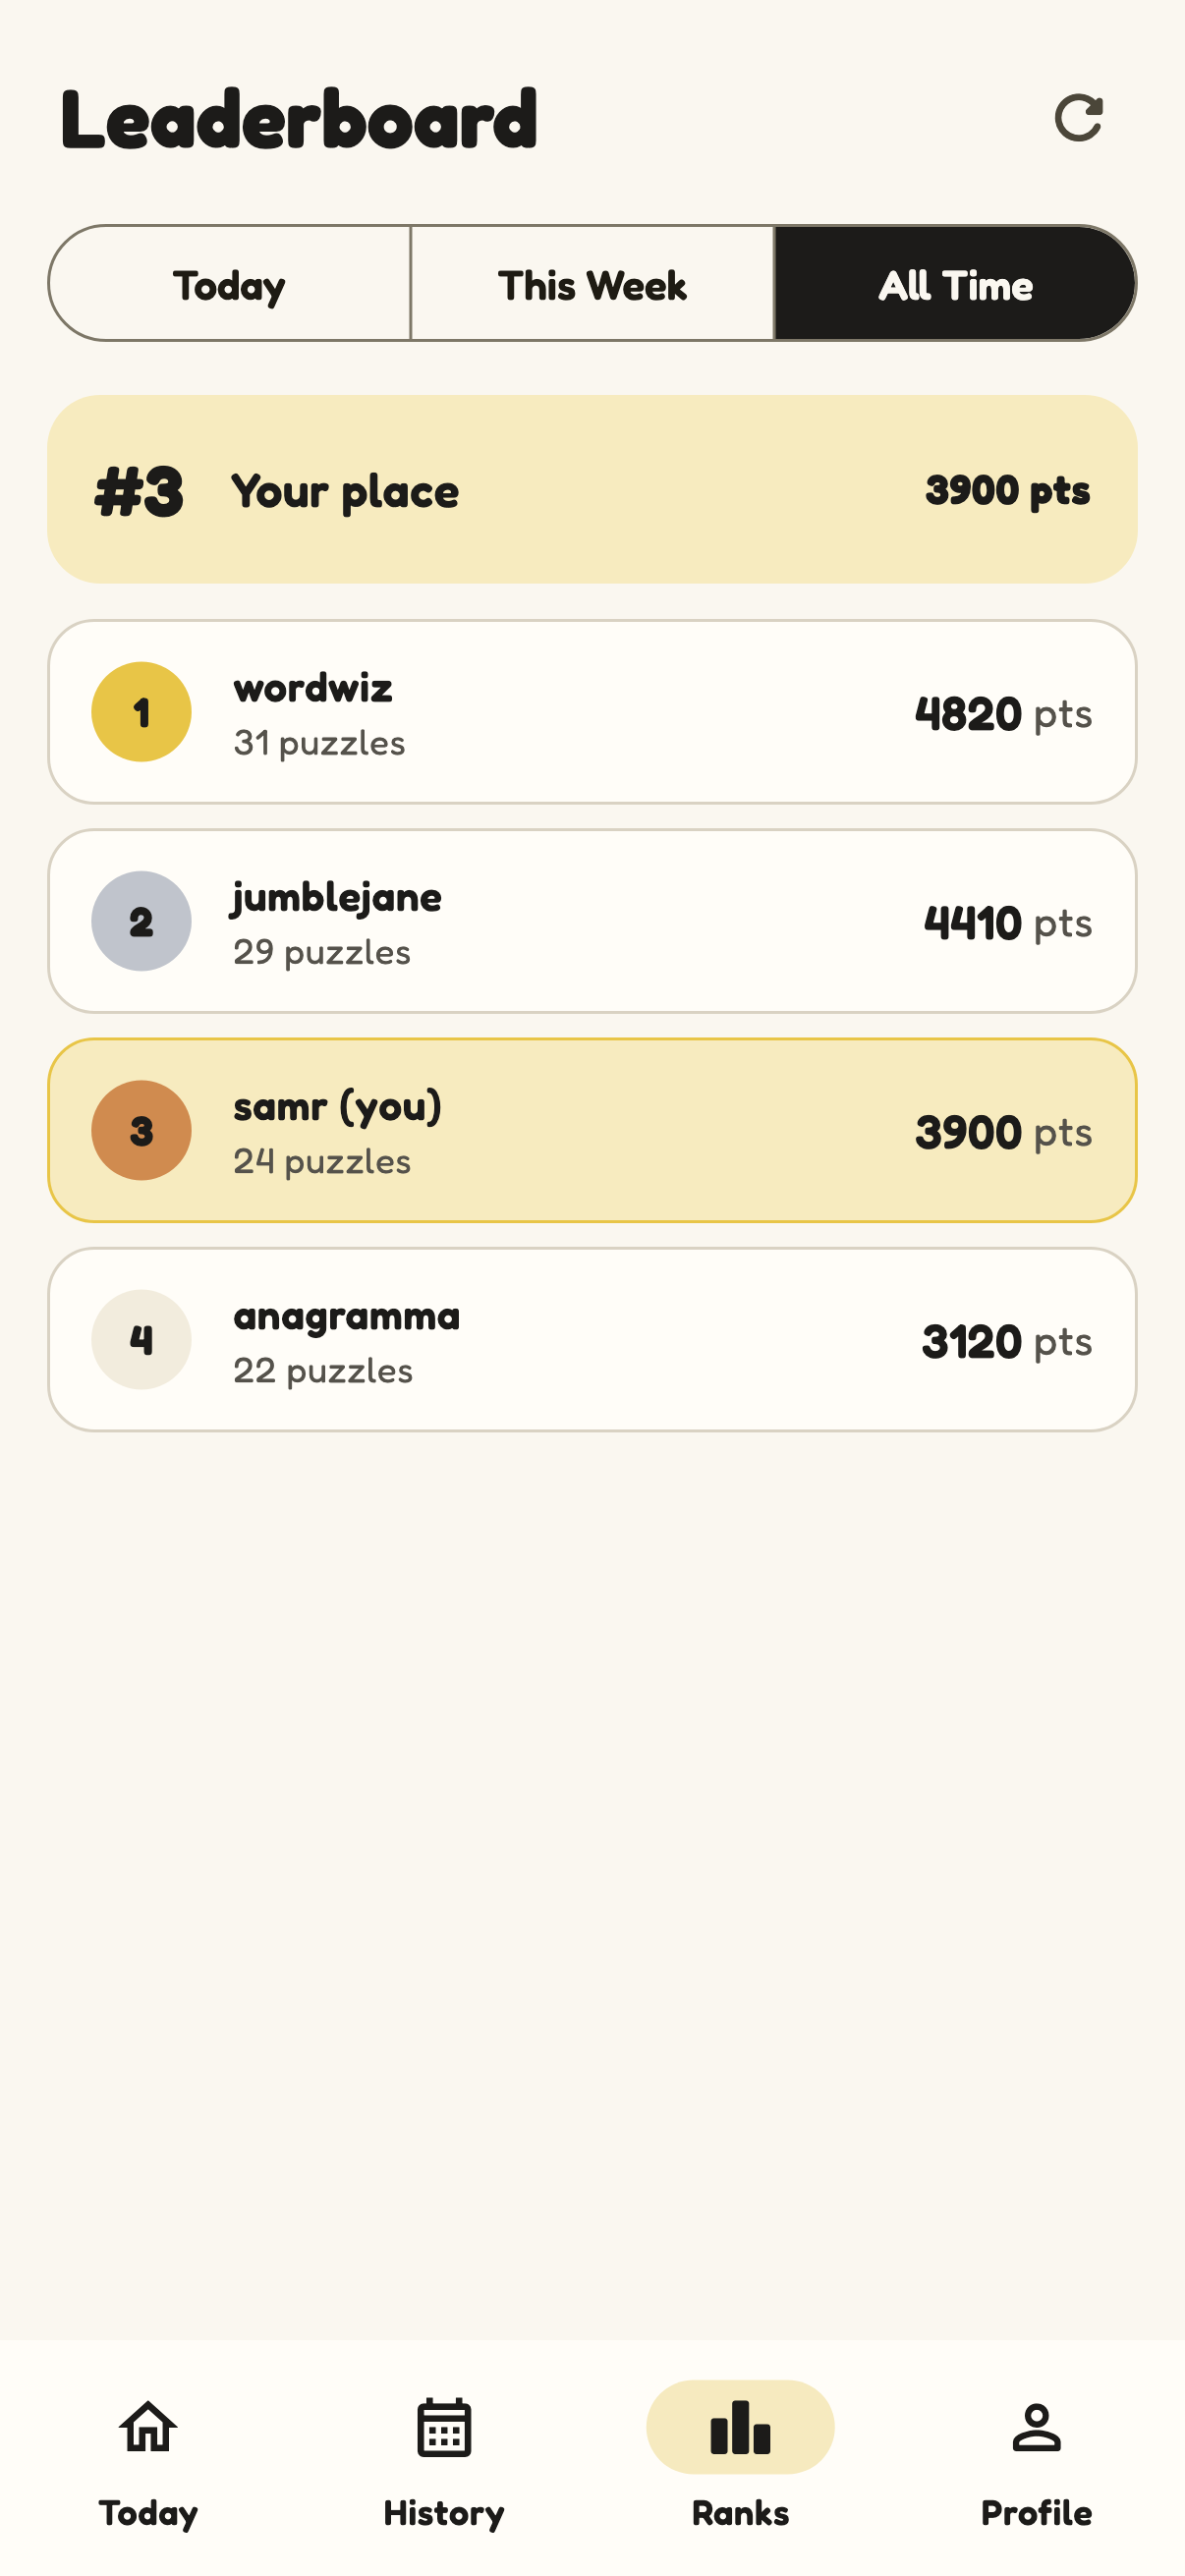 Leaderboard
Today This Week All Time
#3 Your place 3900 pts
1 wordwiz 4820 pts
31 puzzles
2 jumblejane 4410 pts
29 puzzles
3 samr (you) 3900 pts
24 puzzles
4 anagramma 3120 pts
22 puzzles
Today History Ranks Profile